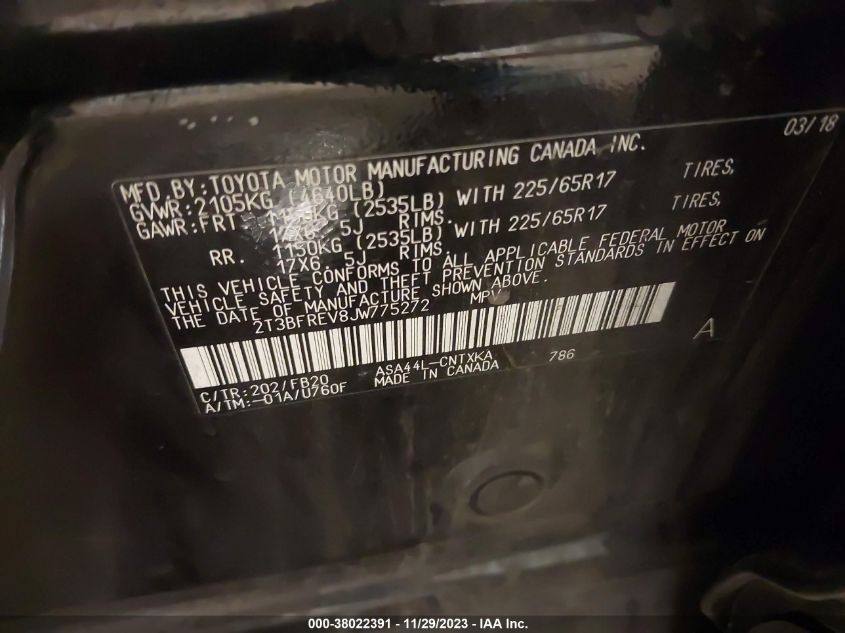 03/18
MFD.BY:TOYOTA MOTOR MANUFACTURING CANADA INC.
GVWR:2105KG (4640LB)
GAWR:FRT 1150KG (2535LB) WITH 225/65R17 TIRES,
17X6.5J RIMS.
RR. 1150KG (2535LB) WITH 225/65R17 TIRES,
17X6.5J RIMS.
THIS VEHICLE CONFORMS TO ALL APPLICABLE FEDERAL MOTOR
VEHICLE SAFETY AND THEFT PREVENTION STANDARDS IN EFFECT ON
THE DATE OF MANUFACTURE SHOWN ABOVE.
2T3BFREV8JW775272 MPV
A
C/TR:202/FB20 ASA44L-CNTXKA 786
A/TM:-01A/U760F MADE IN CANADA
000-38022391 - 11/29/2023 - IAA Inc.